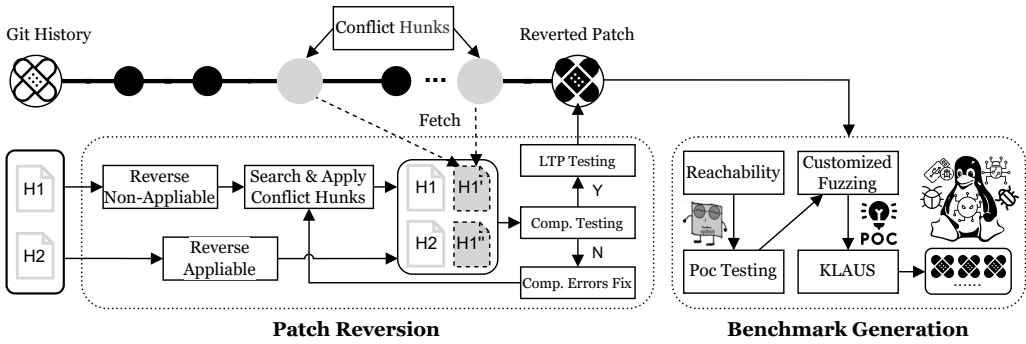 Git History
Conflict Hunks
Reverted Patch
...
Fetch
H1
H2
Reverse
Non-Appliable
Search & Apply
Conflict Hunks
Reverse
Appliable
H1
H1'
H2
H1"
LTP Testing
Y
Comp. Testing
N
Comp. Errors Fix
Patch Reversion
Reachability
Customized
Fuzzing
POC
Poc Testing
KLAUS
......
Benchmark Generation